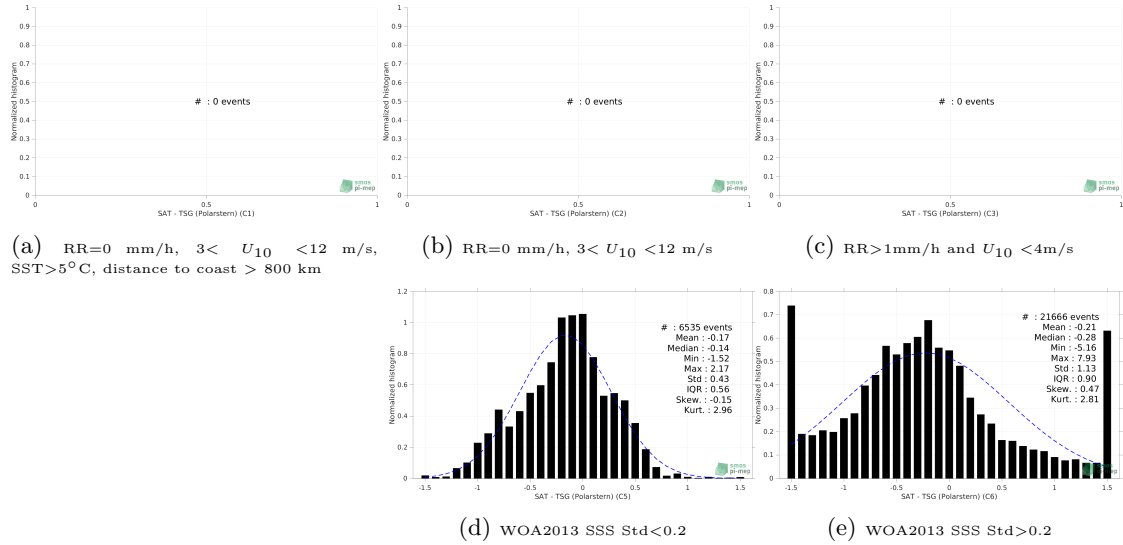 1
0.9
0.8
0.7
0.6
0.5
0.4
0.3
0.2
0.1
0
Normalized histogram
# : 0 events
0 0.5 1
SAT - TSG (Polarstern) (C1)
smos
pi-mep
1
0.9
0.8
0.7
0.6
0.5
0.4
0.3
0.2
0.1
0
Normalized histogram
# : 0 events
0 0.5 1
SAT - TSG (Polarstern) (C2)
smos
pi-mep
1
0.9
0.8
0.7
0.6
0.5
0.4
0.3
0.2
0.1
0
Normalized histogram
# : 0 events
0 0.5 1
SAT - TSG (Polarstern) (C3)
smos
pi-mep
(a) RR=0 mm/h, 3< U10 <12 m/s,
SST>5°C, distance to coast > 800 km
(b) RR=0 mm/h, 3< U10 <12 m/s
(c) RR>1mm/h and U10 <4m/s
1.2
1
0.8
0.6
0.4
0.2
0
Normalized histogram
# : 6535 events
Mean : -0.17
Median : -0.14
Min : -1.52
Max : 2.17
Std : 0.43
IQR : 0.56
Skew. : -0.15
Kurt. : 2.96
-1.5 -1 -0.5 0 0.5 1 1.5
SAT - TSG (Polarstern) (C5)
smos
pi-mep
0.8
0.7
0.6
0.5
0.4
0.3
0.2
0.1
0
Normalized histogram
# : 21666 events
Mean : -0.21
Median : -0.28
Min : -5.16
Max : 7.93
Std : 1.13
IQR : 0.90
Skew. : 0.47
Kurt. : 2.81
-1.5 -1 -0.5 0 0.5 1 1.5
SAT - TSG (Polarstern) (C6)
smos
pi-mep
(d) WOA2013 SSS Std<0.2
(e) WOA2013 SSS Std>0.2